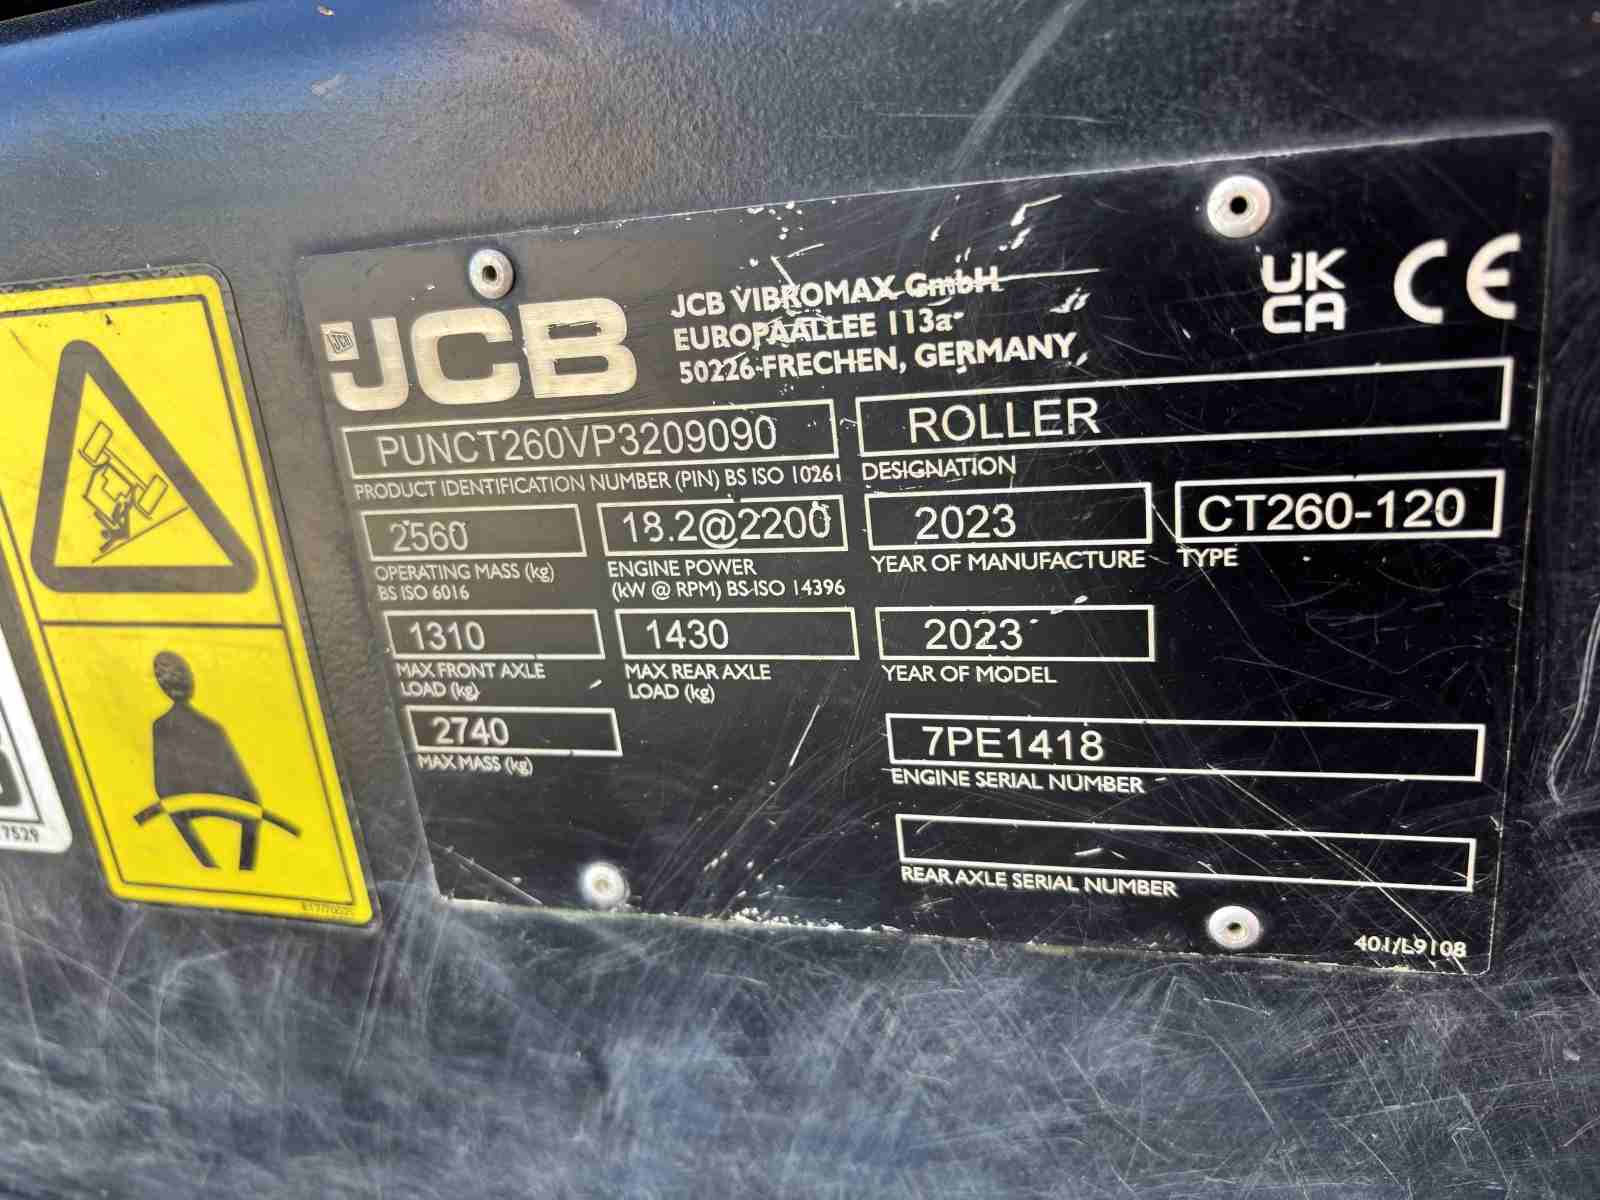 JCB
JCB
JCB VIBROMAX GmbH
EUROPAALLEE 113a
50226 FRECHEN, GERMANY
UK
CA
CE
PUNCT260VP3209090
PRODUCT IDENTIFICATION NUMBER (PIN) BS ISO 10261
ROLLER
DESIGNATION
2560
OPERATING MASS (kg)
BS ISO 6016
18.2@2200
ENGINE POWER
(kW @ RPM) BS-ISO 14396
2023
YEAR OF MANUFACTURE
CT260-120
TYPE
1310
MAX FRONT AXLE
LOAD (kg)
1430
MAX REAR AXLE
LOAD (kg)
2023
YEAR OF MODEL
2740
MAX MASS (kg)
7PE1418
ENGINE SERIAL NUMBER
REAR AXLE SERIAL NUMBER
401/L9108
7529